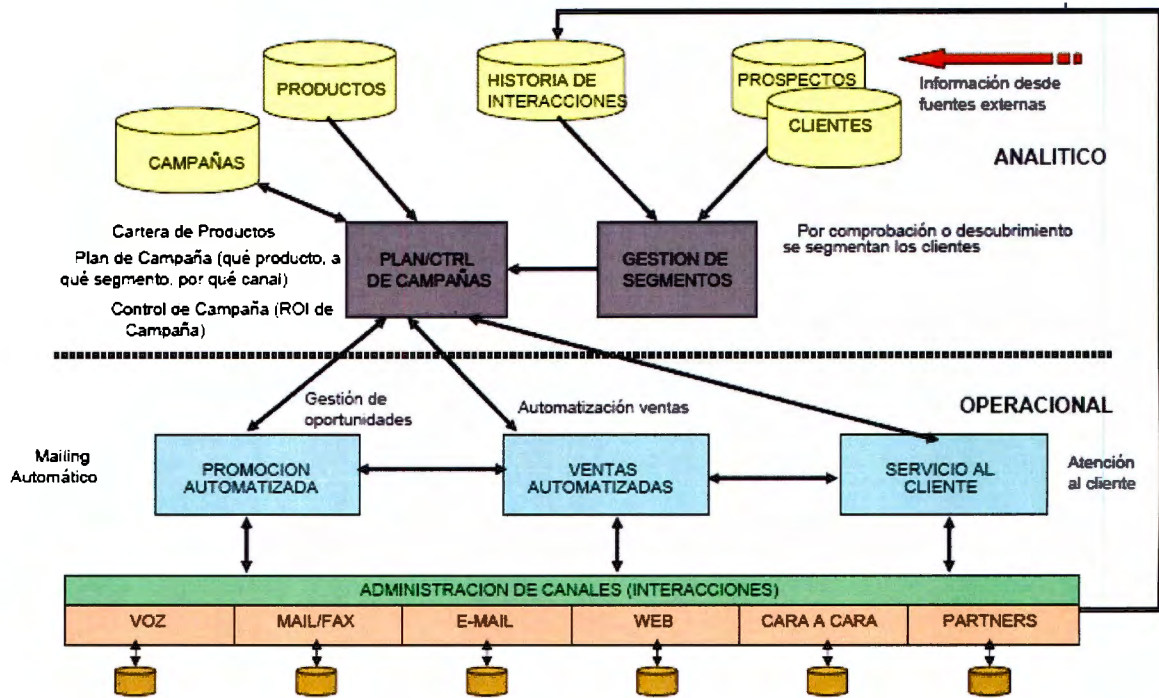 PRODUCTOS
HISTORIA DE
INTERACCIONES
PROSPECTOS
CLIENTES
Información desde
fuentes externas
CAMPAÑAS
ANALITICO
Cartera de Productos
Plan de Campaña (qué producto, a
qué segmento, por qué canal)
Control de Campaña (ROI de
Campaña)
PLAN/CTRL
DE CAMPAÑAS
GESTION DE
SEGMENTOS
Por comprobación o descubrimiento
se segmentan los clientes
Gestión de
oportunidades
Automatización ventas
OPERACIONAL
Mailing
Automático
PROMOCION
AUTOMATIZADA
VENTAS
AUTOMATIZADAS
SERVICIO AL
CLIENTE
Atención
al cliente
ADMINISTRACION DE CANALES (INTERACCIONES)
VOZ
MAIL/FAX
E-MAIL
WEB
CARA A CARA
PARTNERS